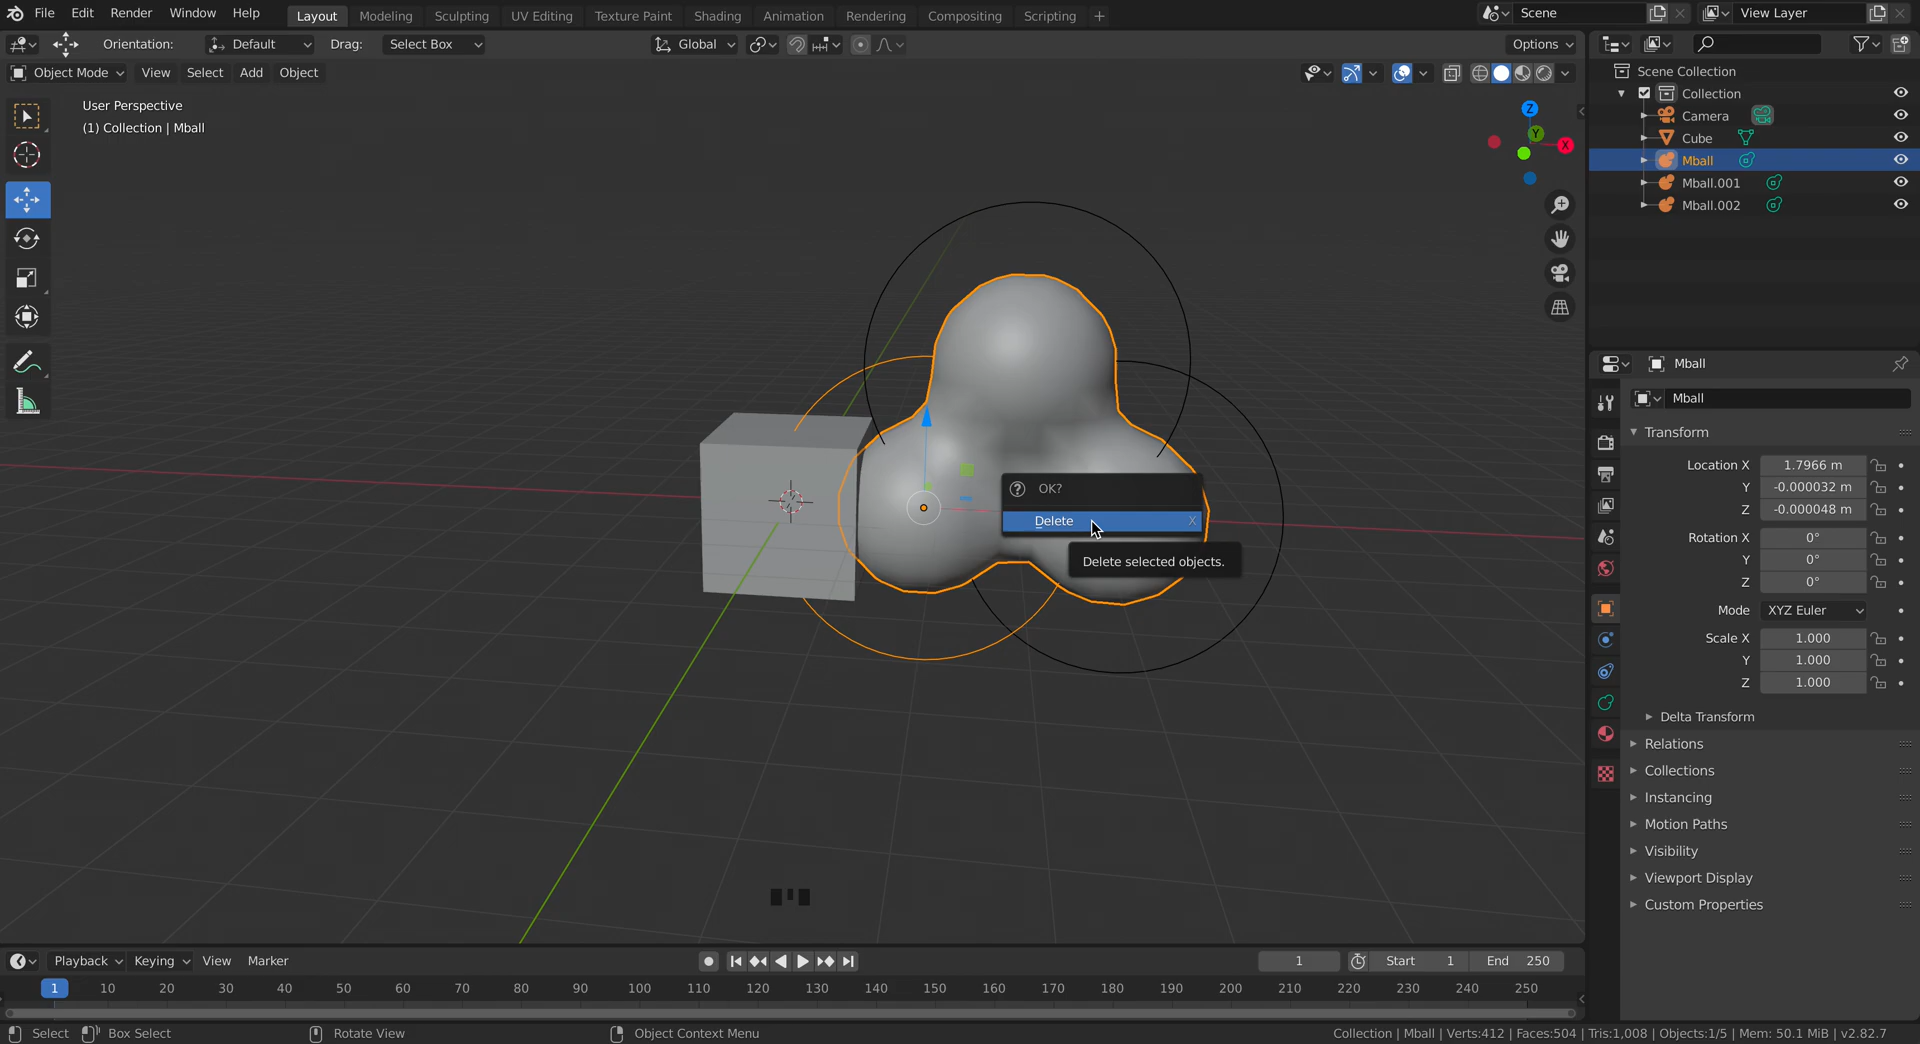 File Edit Render Window Help Layout Modeling Sculpting UV Editing Texture Paint Shading Animation Rendering Compositing Scripting + Scene View Layer
Orientation: Default Drag: Select Box Global Options
Object Mode View Select Add Object
User Perspective
(1) Collection | Mball
Z
Y
X
OK?
Delete X
Delete selected objects.
Scene Collection
Collection
Camera
Cube
Mball
Mball.001
Mball.002
Mball
Mball
Transform
Location X 1.7966 m
Y -0.000032 m
Z -0.000048 m
Rotation X 0°
Y 0°
Z 0°
Mode XYZ Euler
Scale X 1.000
Y 1.000
Z 1.000
Delta Transform
Relations
Collections
Instancing
Motion Paths
Visibility
Viewport Display
Custom Properties
Playback Keying View Marker 1 Start 1 End 250
1 10 20 30 40 50 60 70 80 90 100 110 120 130 140 150 160 170 180 190 200 210 220 230 240 250
Select Box Select Rotate View Object Context Menu Collection | Mball | Verts:412 | Faces:504 | Tris:1,008 | Objects:1/5 | Mem: 50.1 MiB | v2.82.7